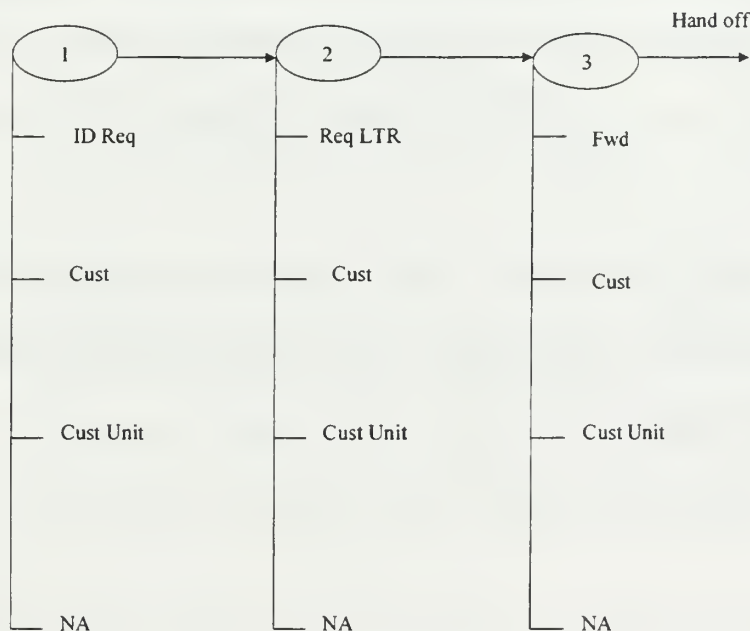 Hand off
1 2 3
ID Req Req LTR Fwd
Cust Cust Cust
Cust Unit Cust Unit Cust Unit
NA NA NA